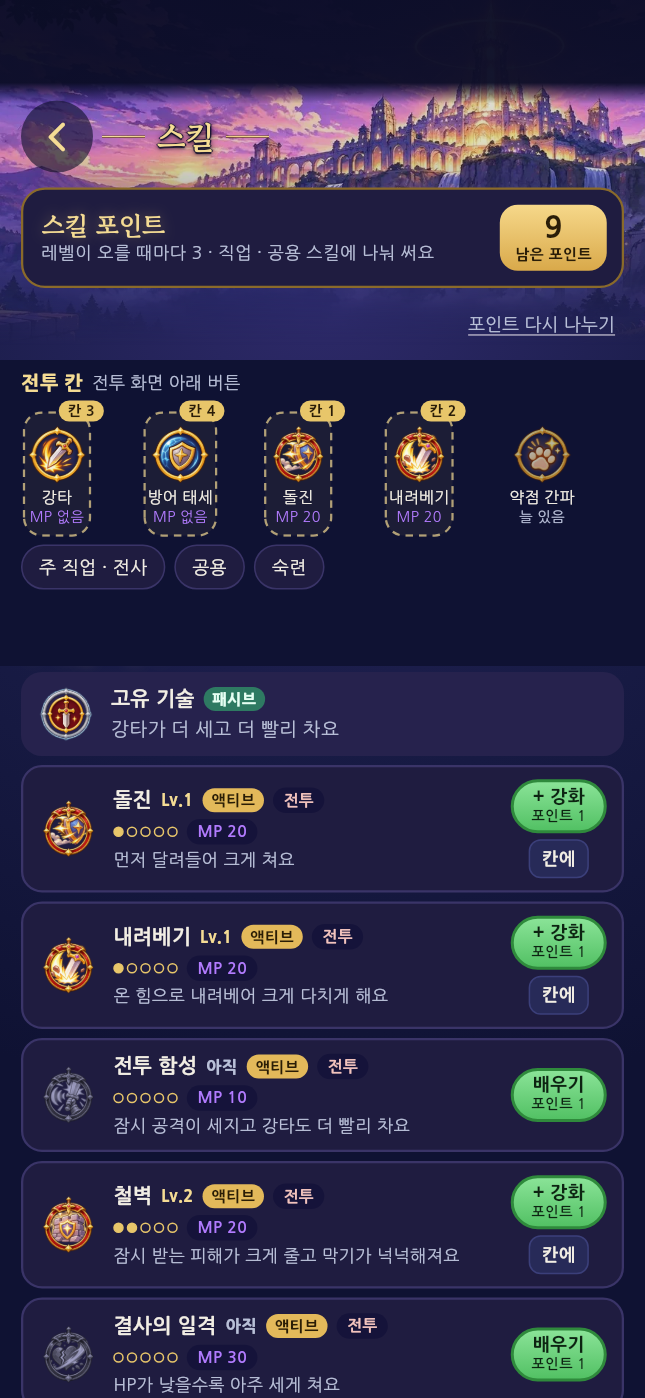 스킬
스킬 포인트
레벨이 오를 때마다 3 · 직업 · 공용 스킬에 나눠 써요
9
남은 포인트
포인트 다시 나누기
전투 칸 전투 화면 아래 버튼
칸 3
강타
MP 없음
칸 4
방어 태세
MP 없음
칸 1
돌진
MP 20
칸 2
내려베기
MP 20
약점 간파
늘 있음
주 직업 · 전사
공용
숙련
고유 기술 패시브
강타가 더 세고 더 빨리 차요
돌진 Lv.1 액티브 전투
MP 20
먼저 달려들어 크게 쳐요
+ 강화
포인트 1
칸에
내려베기 Lv.1 액티브 전투
MP 20
온 힘으로 내려베어 크게 다치게 해요
+ 강화
포인트 1
칸에
전투 함성 아직 액티브 전투
MP 10
잠시 공격이 세지고 강타도 더 빨리 차요
배우기
포인트 1
철벽 Lv.2 액티브 전투
MP 20
잠시 받는 피해가 크게 줄고 막기가 넉넉해져요
+ 강화
포인트 1
칸에
결사의 일격 아직 액티브 전투
MP 30
HP가 낮을수록 아주 세게 쳐요
배우기
포인트 1